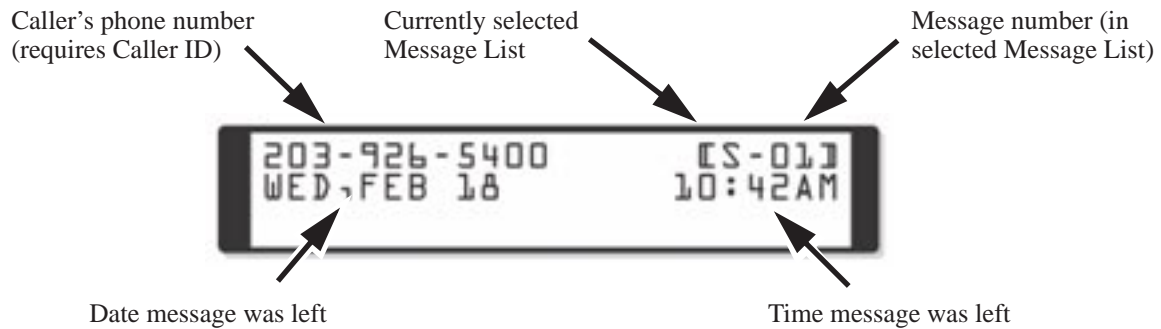 Caller's phone number
(requires Caller ID)
Currently selected
Message List
Message number (in
selected Message List)
203-926-5400 [S-01]
WED,FEB 18 10:42AM
Date message was left
Time message was left